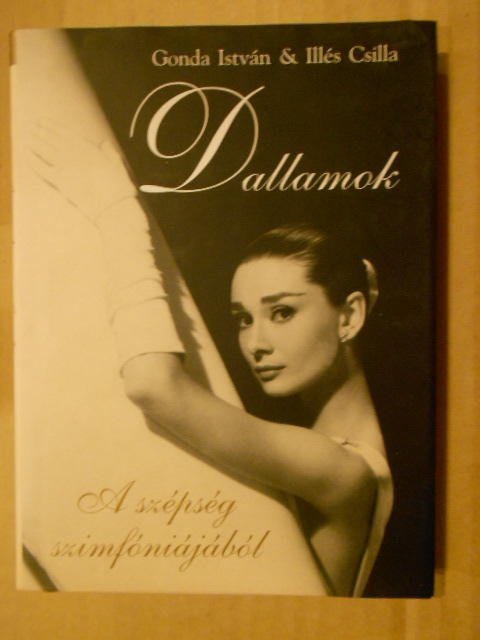 Gonda István & Illés Csilla
Dallamok
A szépség
szimfóniájából